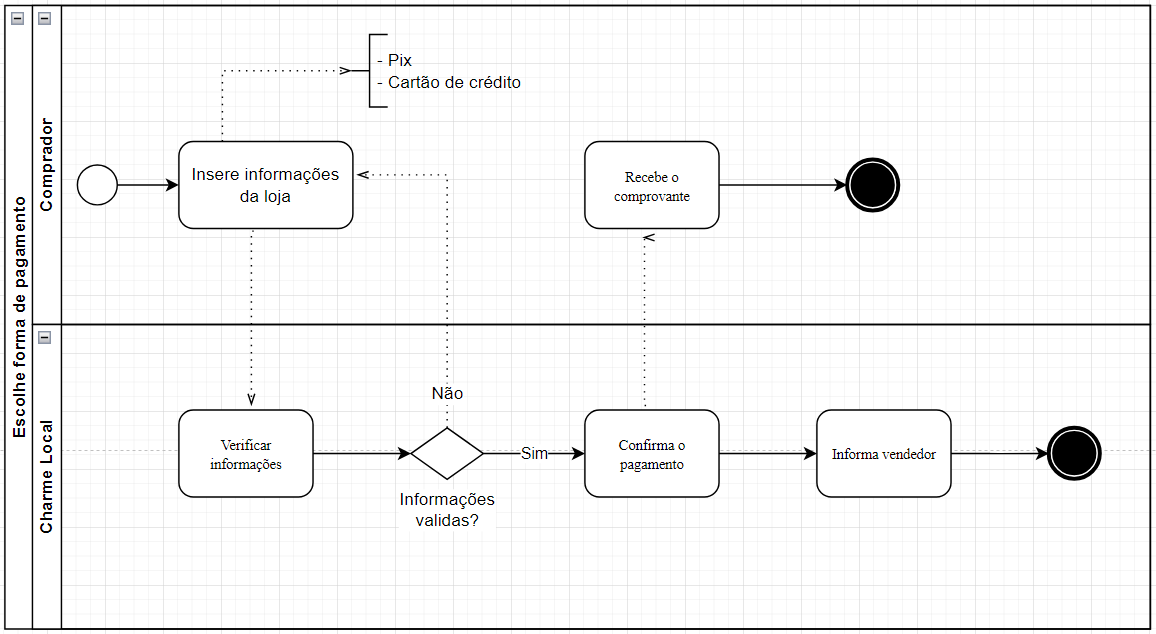 Escolhe forma de pagamento
Comprador
- Pix
- Cartão de crédito
Insere informações
da loja
Recebe o
comprovante
Charme Local
Não
Verificar
informações
Sim
Informações
validas?
Confirma o
pagamento
Informa vendedor